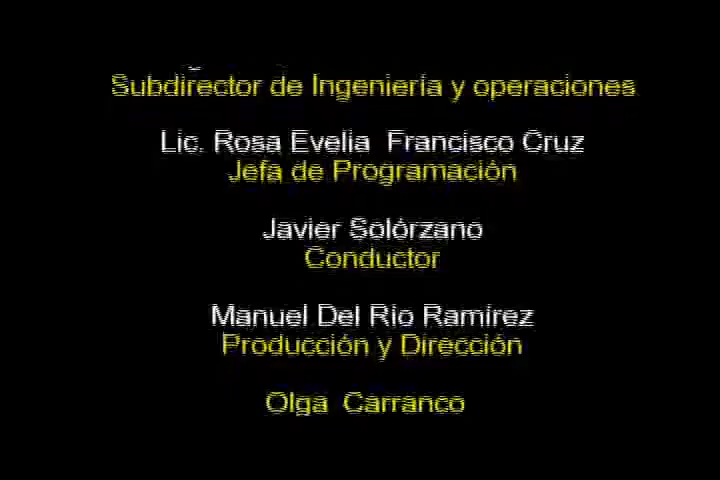 Subdirector de Ingeniería y operaciones
Lic. Rosa Evelia Francisco Cruz
Jefa de Programación
Javier Solórzano
Conductor
Manuel Del Río Ramírez
Producción y Dirección
Olga Carranco